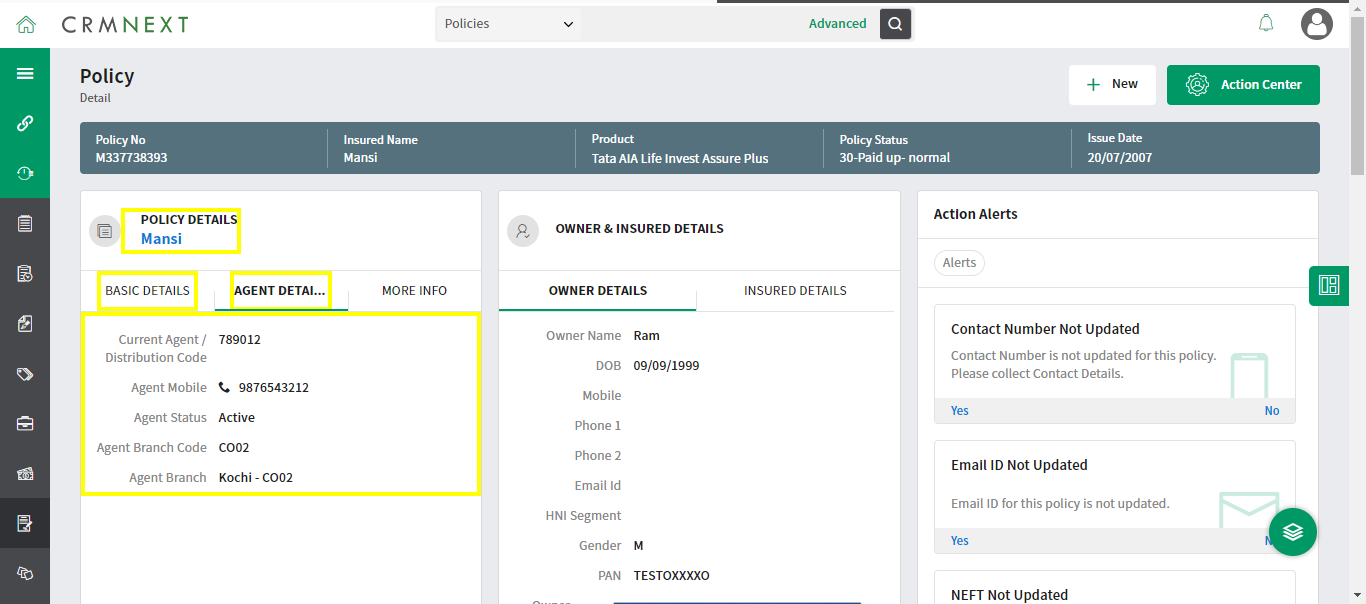 CRMNEXT
Policies
Advanced
Policy
Detail
New
Action Center
Policy No
M337738393
Insured Name
Mansi
Product
Tata AIA Life Invest Assure Plus
Policy Status
30-Paid up- normal
Issue Date
20/07/2007
POLICY DETAILS
Mansi
BASIC DETAILS
AGENT DETAI...
MORE INFO
Current Agent /
Distribution Code
789012
Agent Mobile
9876543212
Agent Status
Active
Agent Branch Code
CO02
Agent Branch
Kochi - CO02
OWNER & INSURED DETAILS
OWNER DETAILS
INSURED DETAILS
Owner Name
Ram
DOB
09/09/1999
Mobile
Phone 1
Phone 2
Email Id
HNI Segment
Gender
M
PAN
TESTOXXXXO
Owner
Action Alerts
Alerts
Contact Number Not Updated
Contact Number is not updated for this policy.
Please collect Contact Details.
Yes
No
Email ID Not Updated
Email ID for this policy is not updated.
Yes
NEFT Not Updated